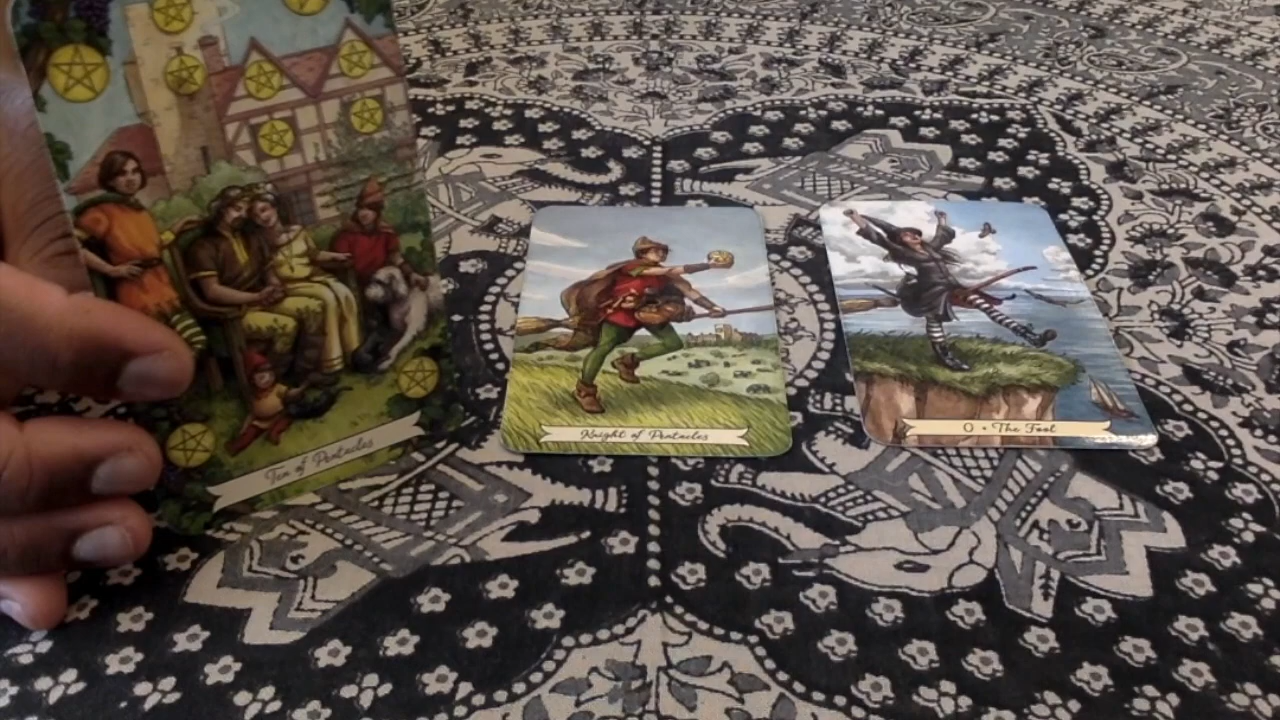 Ten of Pentacles
Knight of Pentacles
0 • The Fool